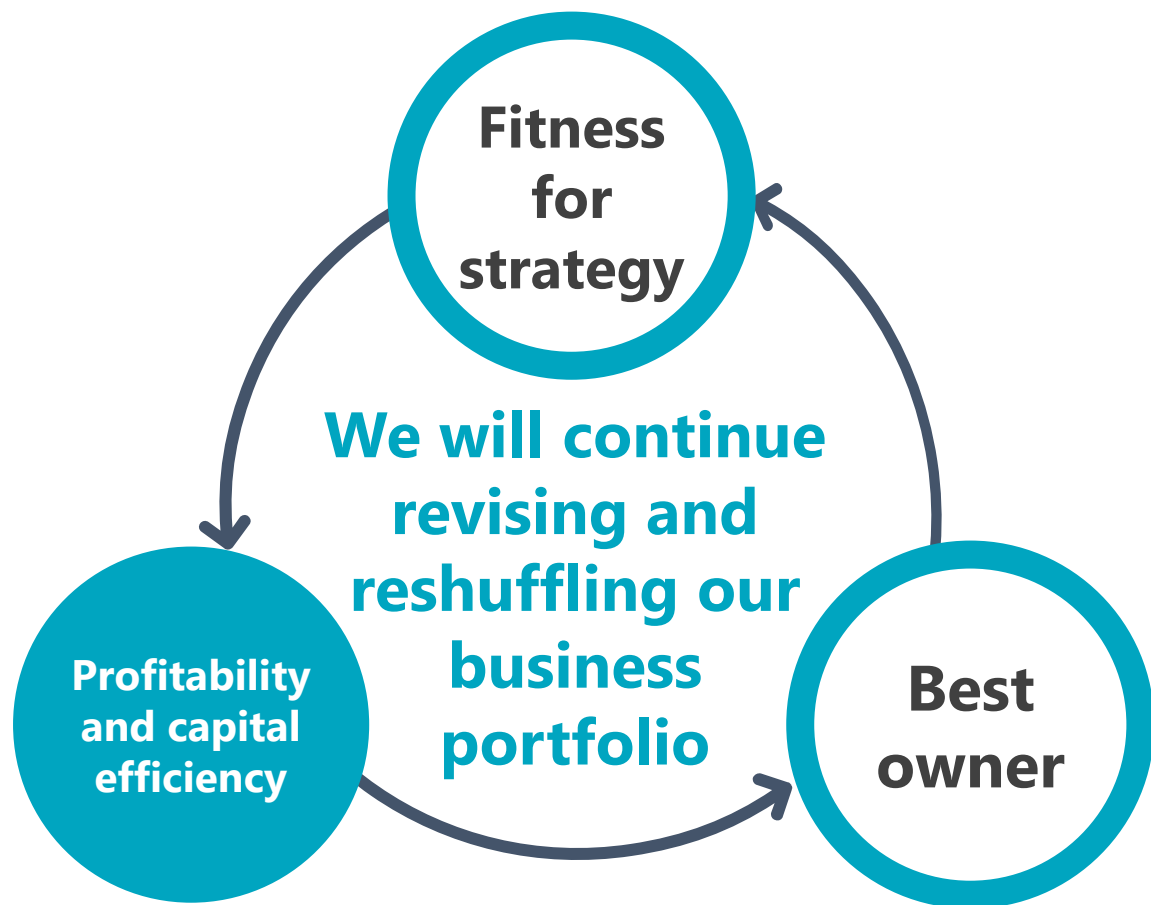 Fitness
for
strategy
We will continue
revising and
reshuffling our
business
portfolio
Profitability
and capital
efficiency
Best
owner